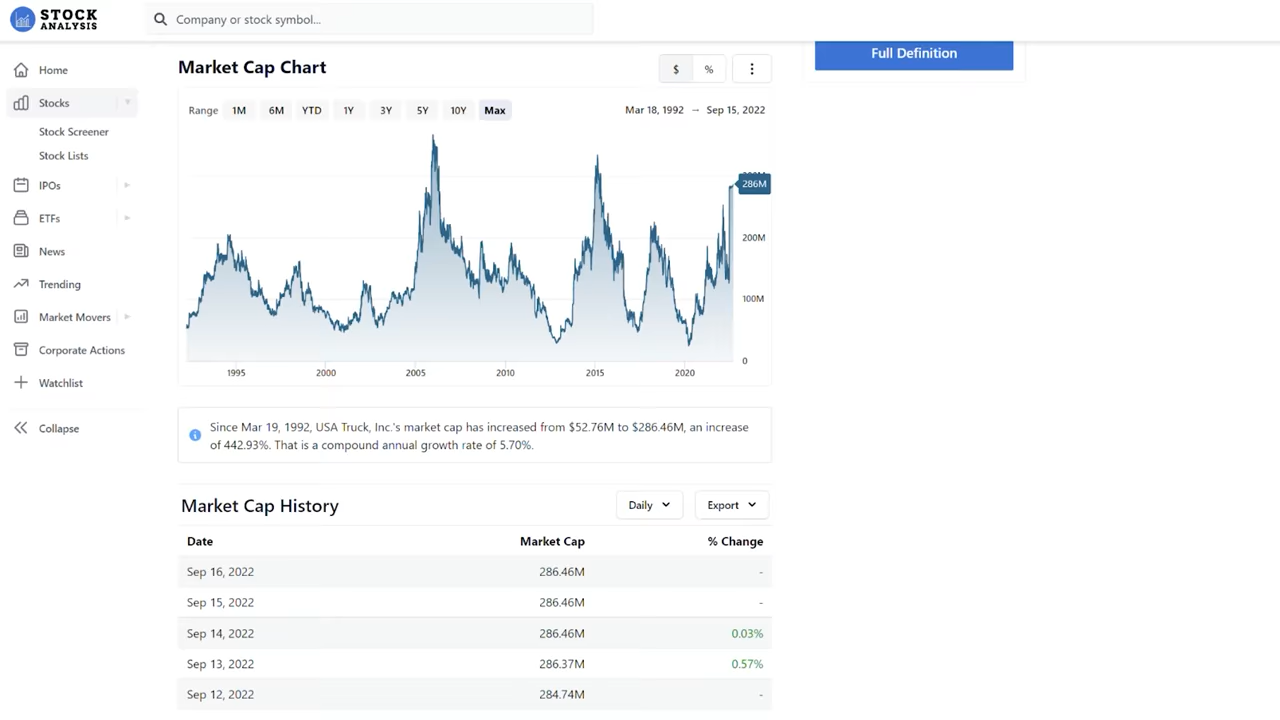 STOCK
ANALYSIS
Company or stock symbol...
Home
Stocks
Stock Screener
Stock Lists
IPOs
ETFs
News
Trending
Market Movers
Corporate Actions
Watchlist
Collapse
Market Cap Chart
$ %
Full Definition
Range 1M 6M YTD 1Y 3Y 5Y 10Y Max Mar 18, 1992 → Sep 15, 2022
286M
200M
100M
0
1995 2000 2005 2010 2015 2020
Since Mar 19, 1992, USA Truck, Inc.'s market cap has increased from $52.76M to $286.46M, an increase
of 442.93%. That is a compound annual growth rate of 5.70%.
Market Cap History Daily Export
Date Market Cap % Change
Sep 16, 2022 286.46M -
Sep 15, 2022 286.46M -
Sep 14, 2022 286.46M 0.03%
Sep 13, 2022 286.37M 0.57%
Sep 12, 2022 284.74M -